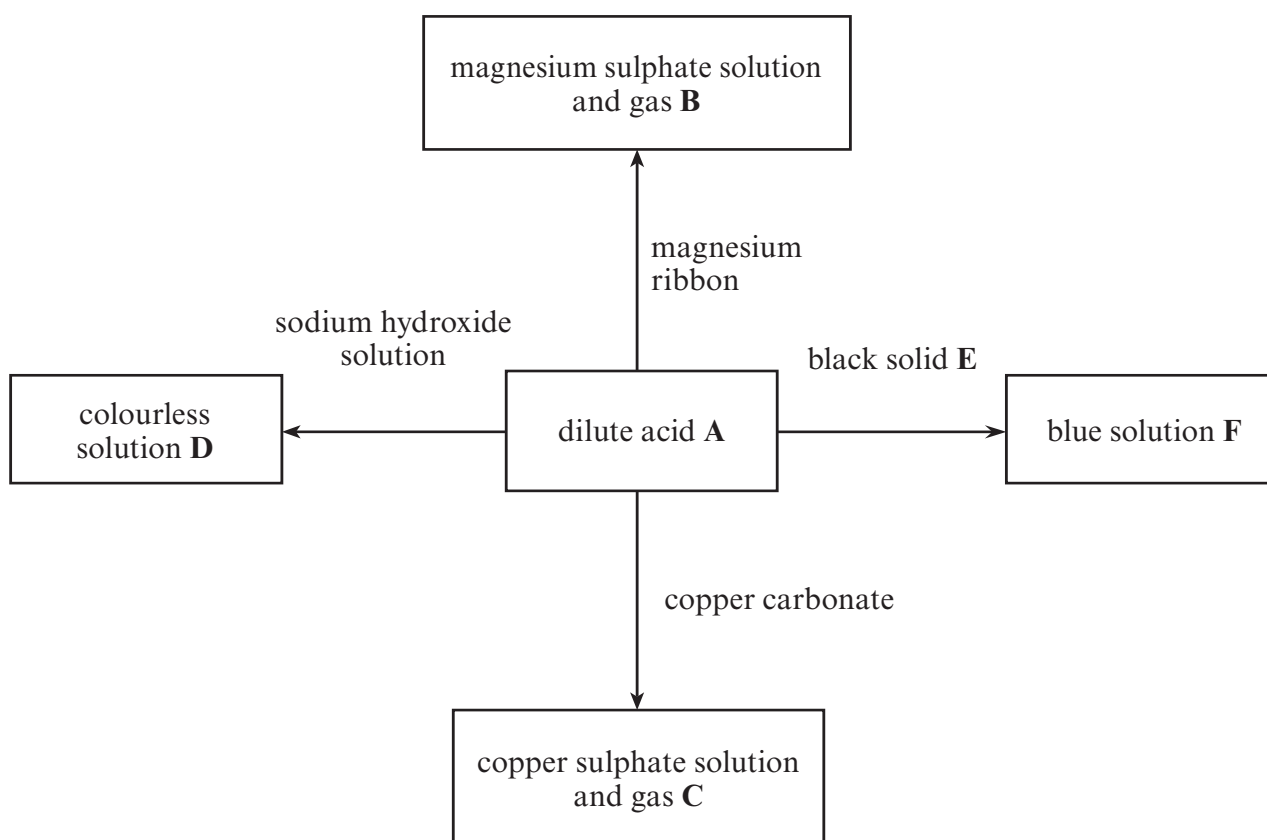 magnesium sulphate solution
and gas B
magnesium
ribbon
sodium hydroxide
solution
black solid E
colourless
solution D
dilute acid A
blue solution F
copper carbonate
copper sulphate solution
and gas C